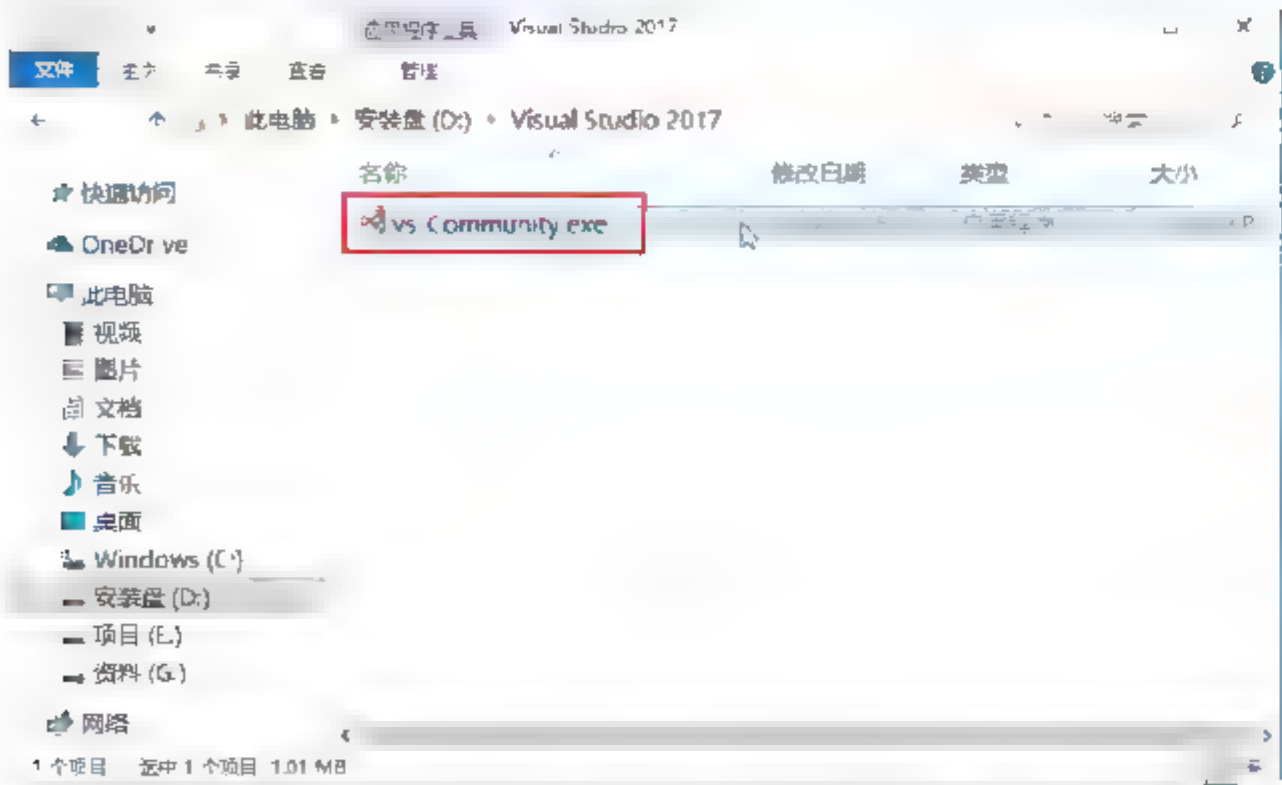 Visual Studio 2017
文件 查看 管理
此电脑 安装盘 (D:) Visual Studio 2017
名称 修改日期 类型 大小
vs_Community.exe
快速访问
OneDrive
此电脑
视频
图片
文档
下载
音乐
桌面
Windows (C:)
安装盘 (D:)
项目 (E:)
资料 (G:)
网络
1 个项目 选中 1 个项目 1.01 MB